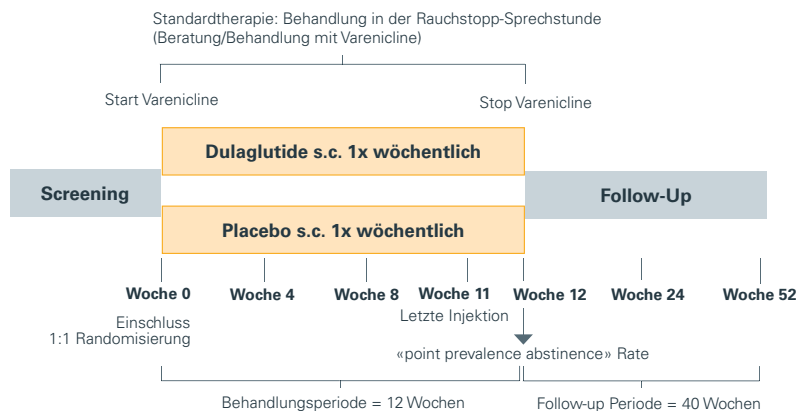 Standardtherapie: Behandlung in der Rauchstopp-Sprechstunde
(Beratung/Behandlung mit Varenicline)
Start Varenicline
Stop Varenicline
Dulaglutide s.c. 1x wöchentlich
Screening
Follow-Up
Placebo s.c. 1x wöchentlich
Woche 0
Woche 4
Woche 8
Woche 11
Woche 12
Woche 24
Woche 52
Einschluss
1:1 Randomisierung
Letzte Injektion
«point prevalence abstinence» Rate
Behandlungsperiode = 12 Wochen
Follow-up Periode = 40 Wochen